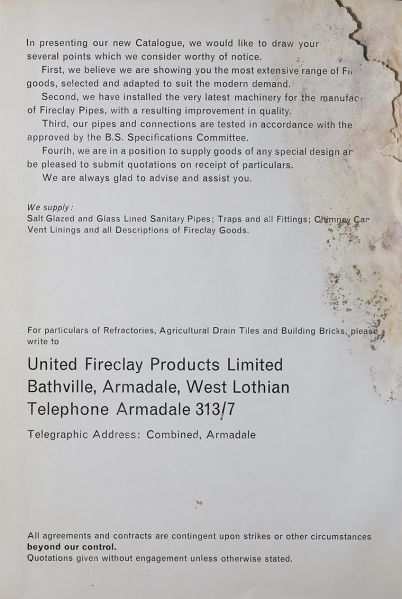 In presenting our new Catalogue, we would like to draw your
several points which we consider worthy of notice.
First, we believe we are showing you the most extensive range of
goods, selected and adapted to suit the modern demand.
Second, we have installed the very latest machinery for the
of Fireclay Pipes, with a resulting improvement in quality.
Third, our pipes and connections are tested in accordance with the
approved by the B.S. Specifications Committee.
Fourth, we are in a position to supply goods of any special design
be pleased to submit quotations on receipt of particulars.
We are always glad to advise and assist you.
We supply:
Salt Glazed and Glass Lined Sanitary Pipes; Traps and all Fittings; Chimney
Vent Linings and all Descriptions of Fireclay Goods.
For particulars of Refractories, Agricultural Drain Tiles and Building Bricks, please
write to
United Fireclay Products Limited
Bathville, Armadale, West Lothian
Telephone Armadale 313/7
Telegraphic Address: Combined, Armadale
All agreements and contracts are contingent upon strikes or other circumstances
beyond our control.
Quotations given without engagement unless otherwise stated.